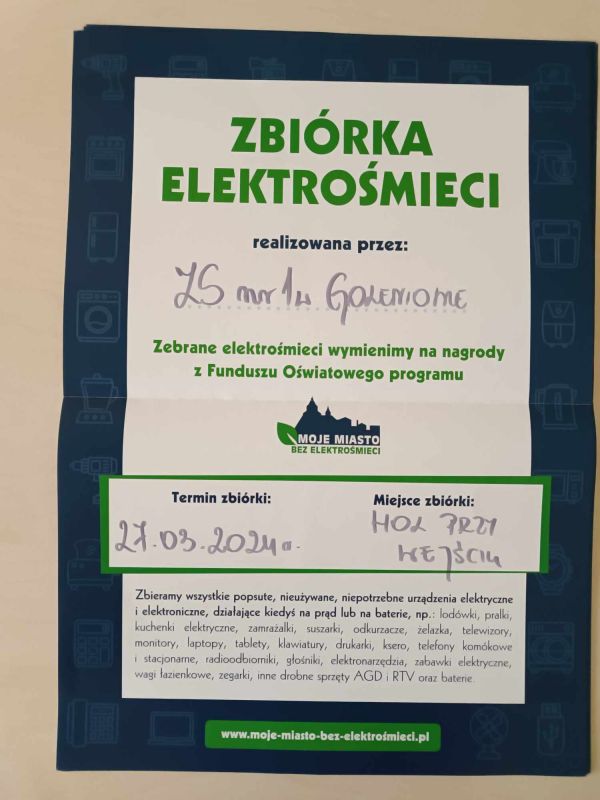 ZBIÓRKA
ELEKTROŚMIECI
realizowana przez:
ZS nr 1 w Goleniowie
Zebrane elektrośmieci wymienimy na nagrody
z Funduszu Oświatowego programu
MOJE MIASTO
BEZ ELEKTROŚMIECI
Termin zbiórki:
27.03.2024r.
Miejsce zbiórki:
HOL PRZY
WEJŚCIU
Zbieramy wszystkie popsute, nieużywane, niepotrzebne urządzenia elektryczne
i elektroniczne, działające kiedyś na prąd lub na baterie, np.: lodówki, pralki,
kuchenki elektryczne, zamrażalki, suszarki, odkurzacze, żelazka, telewizory,
monitory, laptopy, tablety, klawiatury, drukarki, ksero, telefony komókowe
i stacjonarne, radioodbiorniki, głośniki, elektronarzędzia, zabawki elektryczne,
wagi łazienkowe, zegarki, inne drobne sprzęty AGD i RTV oraz baterie.
www.moje-miasto-bez-elektrośmieci.pl